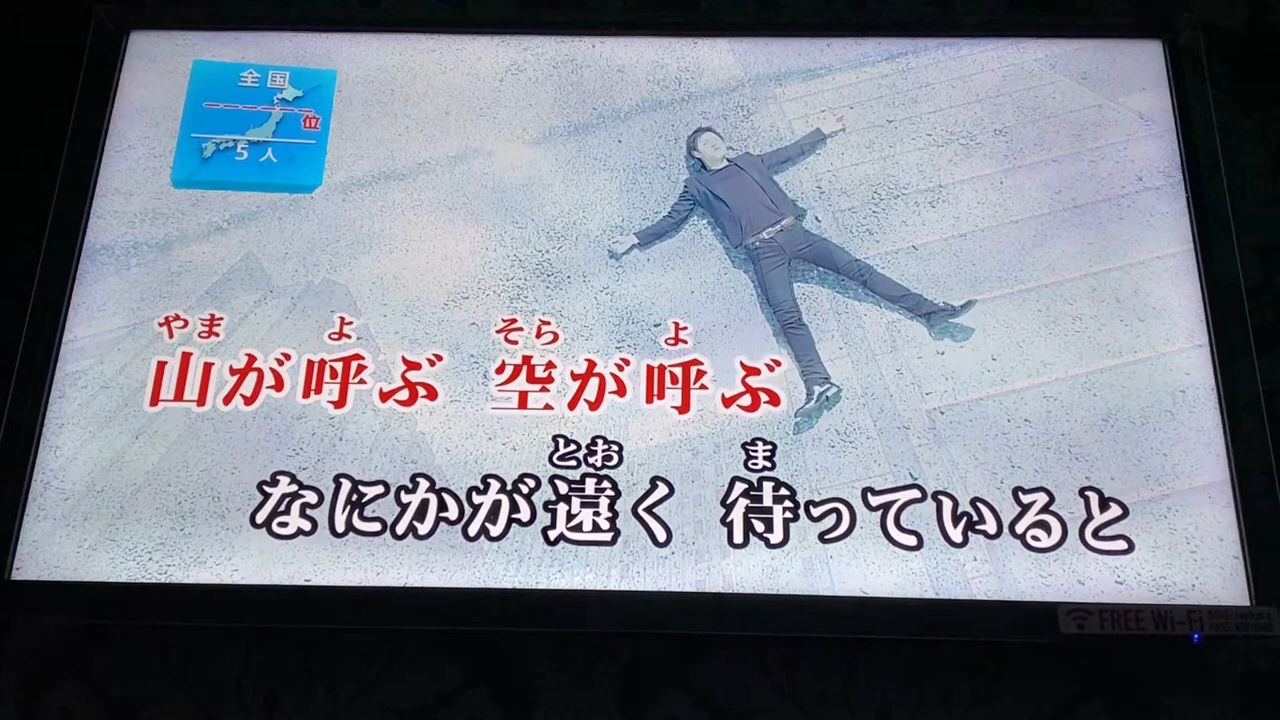 全国
位
5人
やま よ そら よ
山が呼ぶ 空が呼ぶ
とお ま
なにかが遠く 待っていると
FREE Wi-Fi